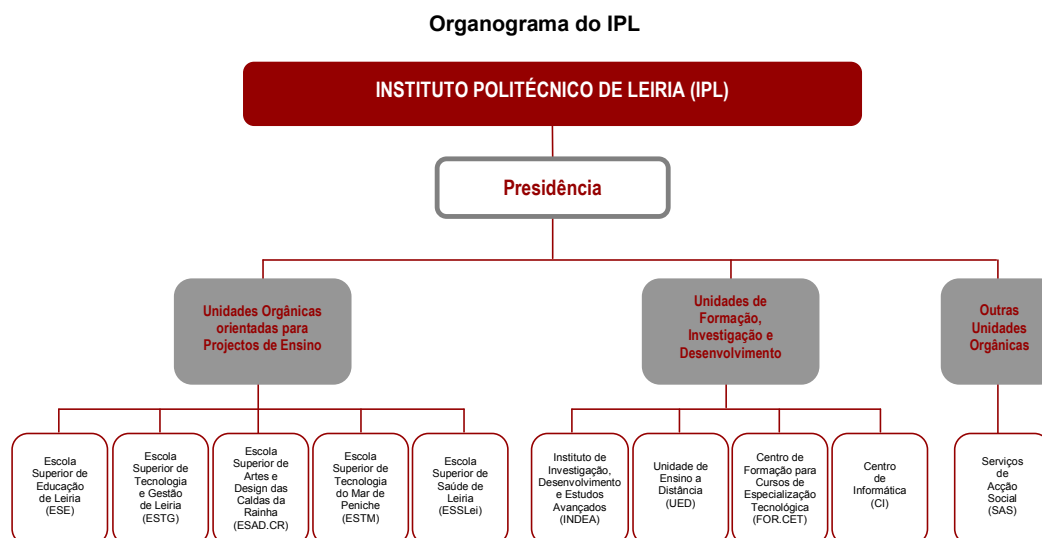 Organograma do IPL
INSTITUTO POLITÉCNICO DE LEIRIA (IPL)
Presidência
Unidades Orgânicas
orientadas para
Projectos de Ensino
Unidades de
Formação,
Investigação e
Desenvolvimento
Outras
Unidades
Orgânicas
Escola
Superior de
Educação
de Leiria
(ESE)
Escola
Superior de
Tecnologia
e Gestão
de Leiria
(ESTG)
Escola
Superior de
Artes e
Design das
Caldas da
Rainha
(ESAD.CR)
Escola
Superior de
Tecnologia
do Mar de
Peniche
(ESTM)
Escola
Superior de
Saúde de
Leiria
(ESSLei)
Instituto de
Investigação,
Desenvolvimento
e Estudos
Avançados
(INDEA)
Unidade de
Ensino a
Distância
(UED)
Centro de
Formação para
Cursos de
Especialização
Tecnológica
(FOR.CET)
Centro
de
Informática
(CI)
Serviços
de
Acção
Social
(SAS)